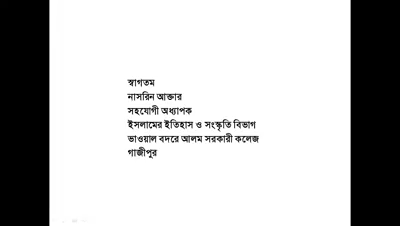 স্বাগতম
নাসরিন আক্তার
সহযোগী অধ্যাপক
ইসলামের ইতিহাস ও সংস্কৃতি বিভাগ
ভাওয়াল বদরে আলম সরকারী কলেজ
গাজীপুর